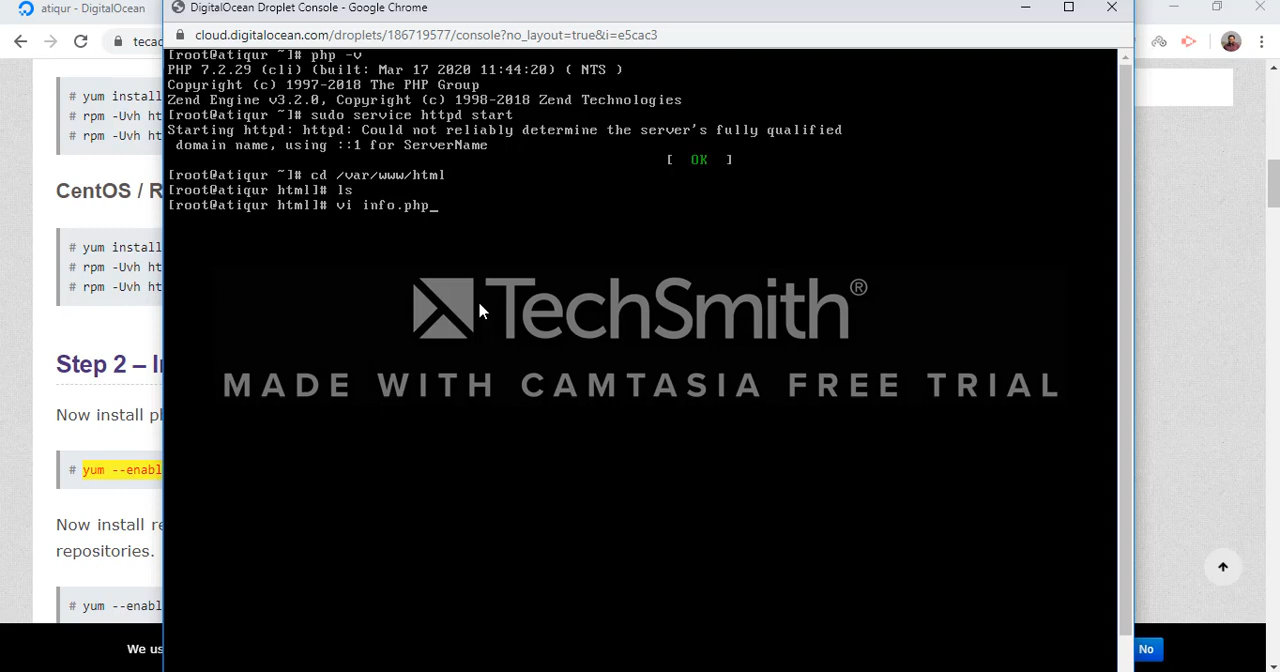 atiqur - DigitalOcean
DigitalOcean Droplet Console - Google Chrome
tecad
cloud.digitalocean.com/droplets/186719577/console?no_layout=true&i=e5cac3
[root@atiqur ~]# php -v
PHP 7.2.29 (cli) (built: Mar 17 2020 11:44:20) ( NTS )
Copyright (c) 1997-2018 The PHP Group
Zend Engine v3.2.0, Copyright (c) 1998-2018 Zend Technologies
[root@atiqur ~]# sudo service httpd start
Starting httpd: httpd: Could not reliably determine the server's fully qualified
domain name, using ::1 for ServerName
[ OK ]
[root@atiqur ~]# cd /var/www/html
[root@atiqur html]# ls
[root@atiqur html]# vi info.php_
# yum install
# rpm -Uvh ht
# rpm -Uvh ht
CentOS / R
# yum install
# rpm -Uvh ht
# rpm -Uvh ht
TechSmith®
MADE WITH CAMTASIA FREE TRIAL
Step 2 – I
Now install ph
# yum --enabl
Now install re
repositories.
# yum --enabl
We us
No